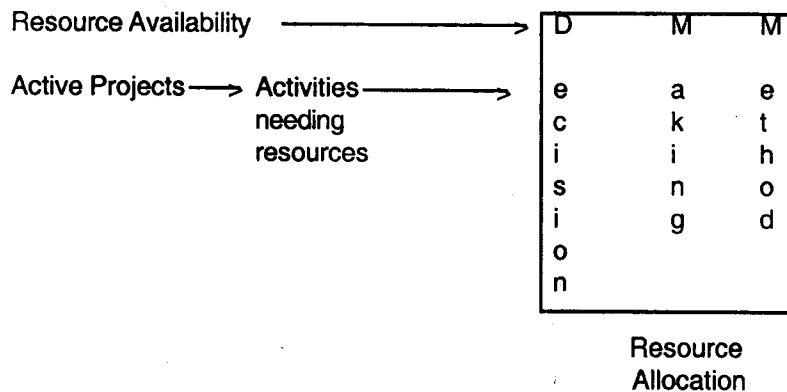 Resource Availability
Active Projects
Activities
needing
resources
Decision
Making
Method
Resource
Allocation